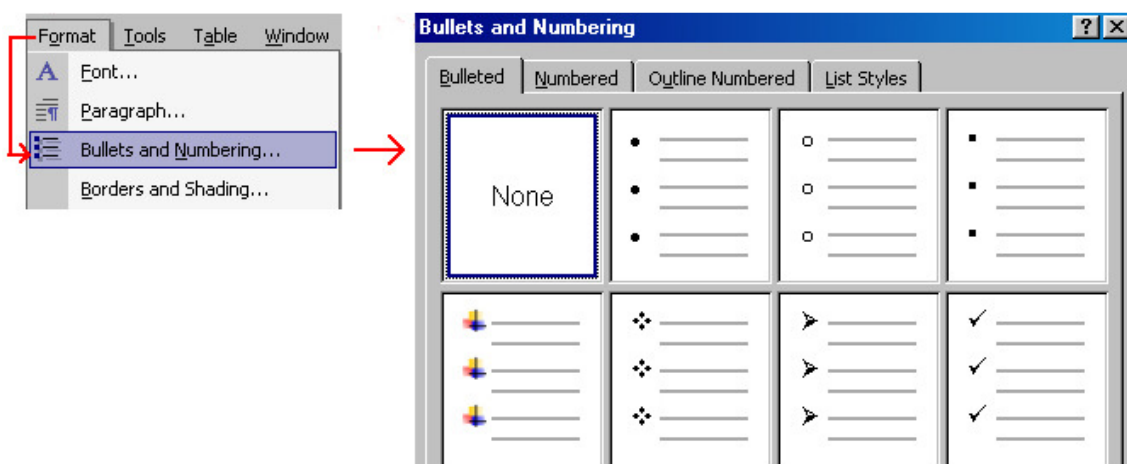 Format Tools Table Window
Font...
Paragraph...
Bullets and Numbering...
Borders and Shading...
Bullets and Numbering
Bulleted Numbered Outline Numbered List Styles
None